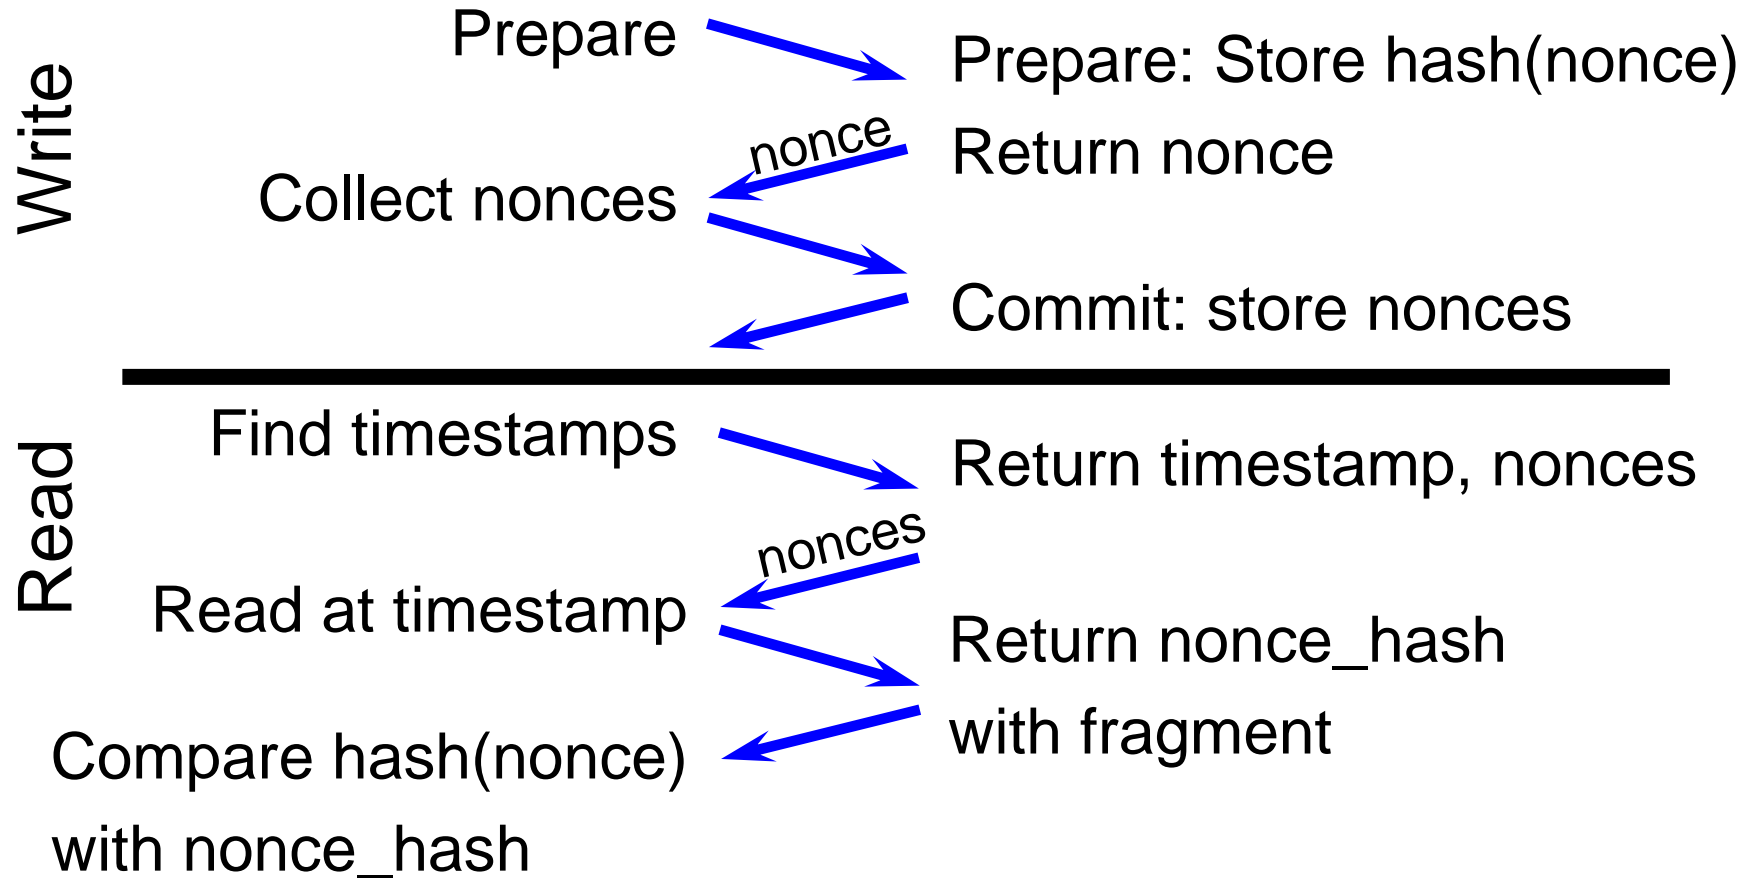 Write
Prepare
Prepare: Store hash(nonce)
nonce
Return nonce
Collect nonces
Commit: store nonces
Read
Find timestamps
Return timestamp, nonces
nonces
Read at timestamp
Return nonce_hash
with fragment
Compare hash(nonce)
with nonce_hash